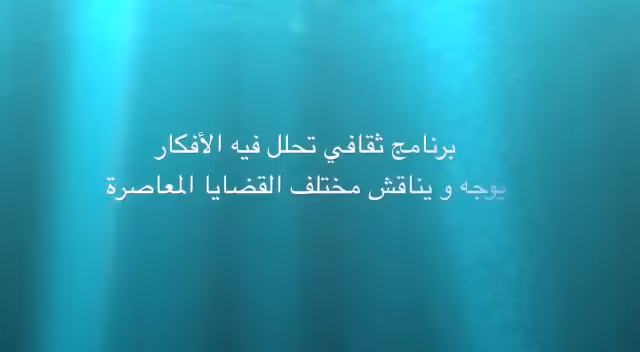 برنامج ثقافي تحلل فيه الأفكار
يوجه و يناقش مختلف القضايا المعاصرة